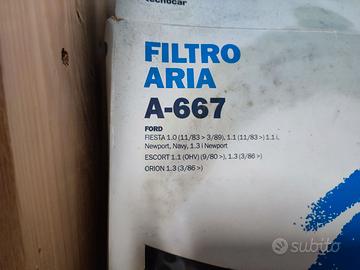 tecnocar
FILTRO
ARIA
A-667
FORD
FIESTA 1.0 (11/83 > 3/89), 1.1 (11/83 >) 1.1 i,
Newport, Navy, 1.3 i Newport
ESCORT 1.1 (OHV) (9/80 >), 1.3 (3/86 >)
ORION 1.3 (3/86 >)
subito